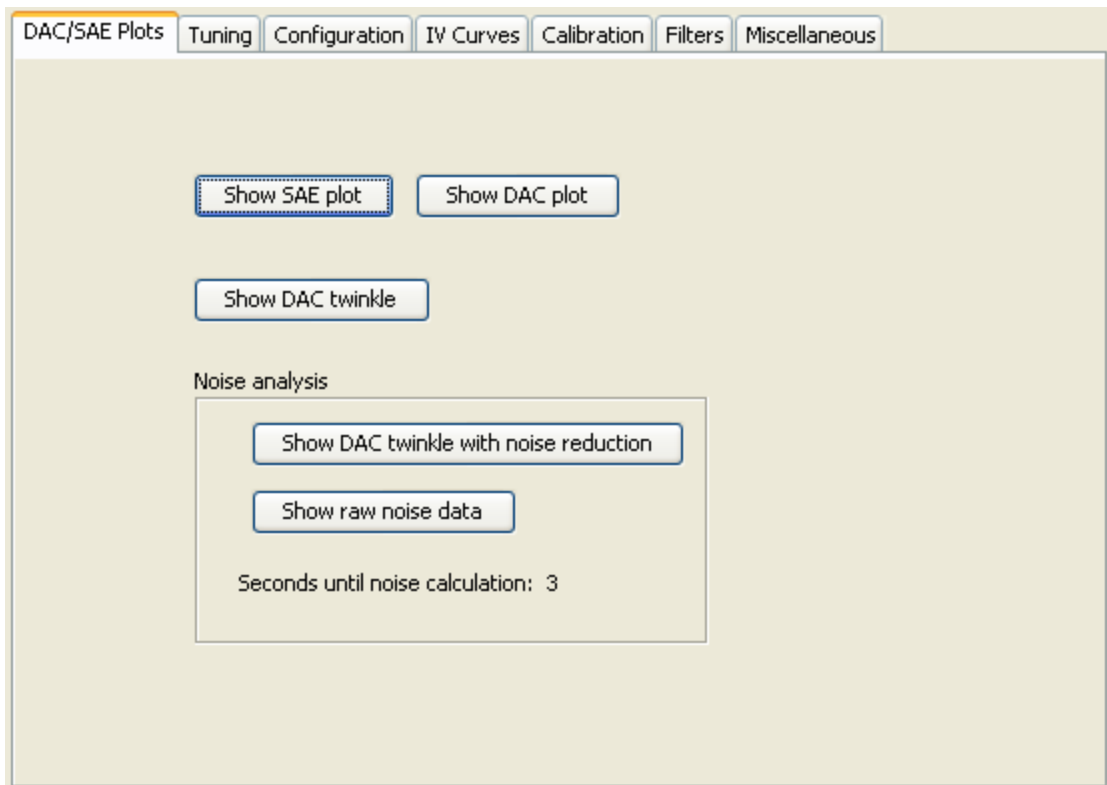 DAC/SAE Plots Tuning Configuration IV Curves Calibration Filters Miscellaneous
Show SAE plot Show DAC plot
Show DAC twinkle
Noise analysis
Show DAC twinkle with noise reduction
Show raw noise data
Seconds until noise calculation: 3